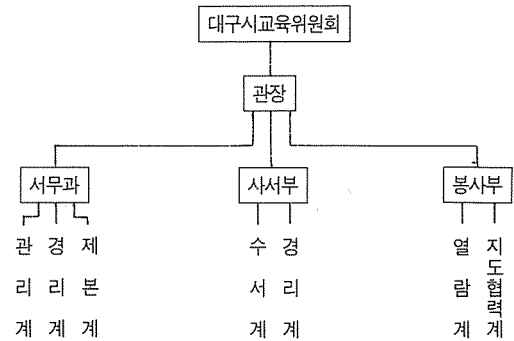 대구시교육위원회
관장
서무과
사서부
봉사부
관리계
경리계
제본계
수서계
경리계
열람계
지도협력계